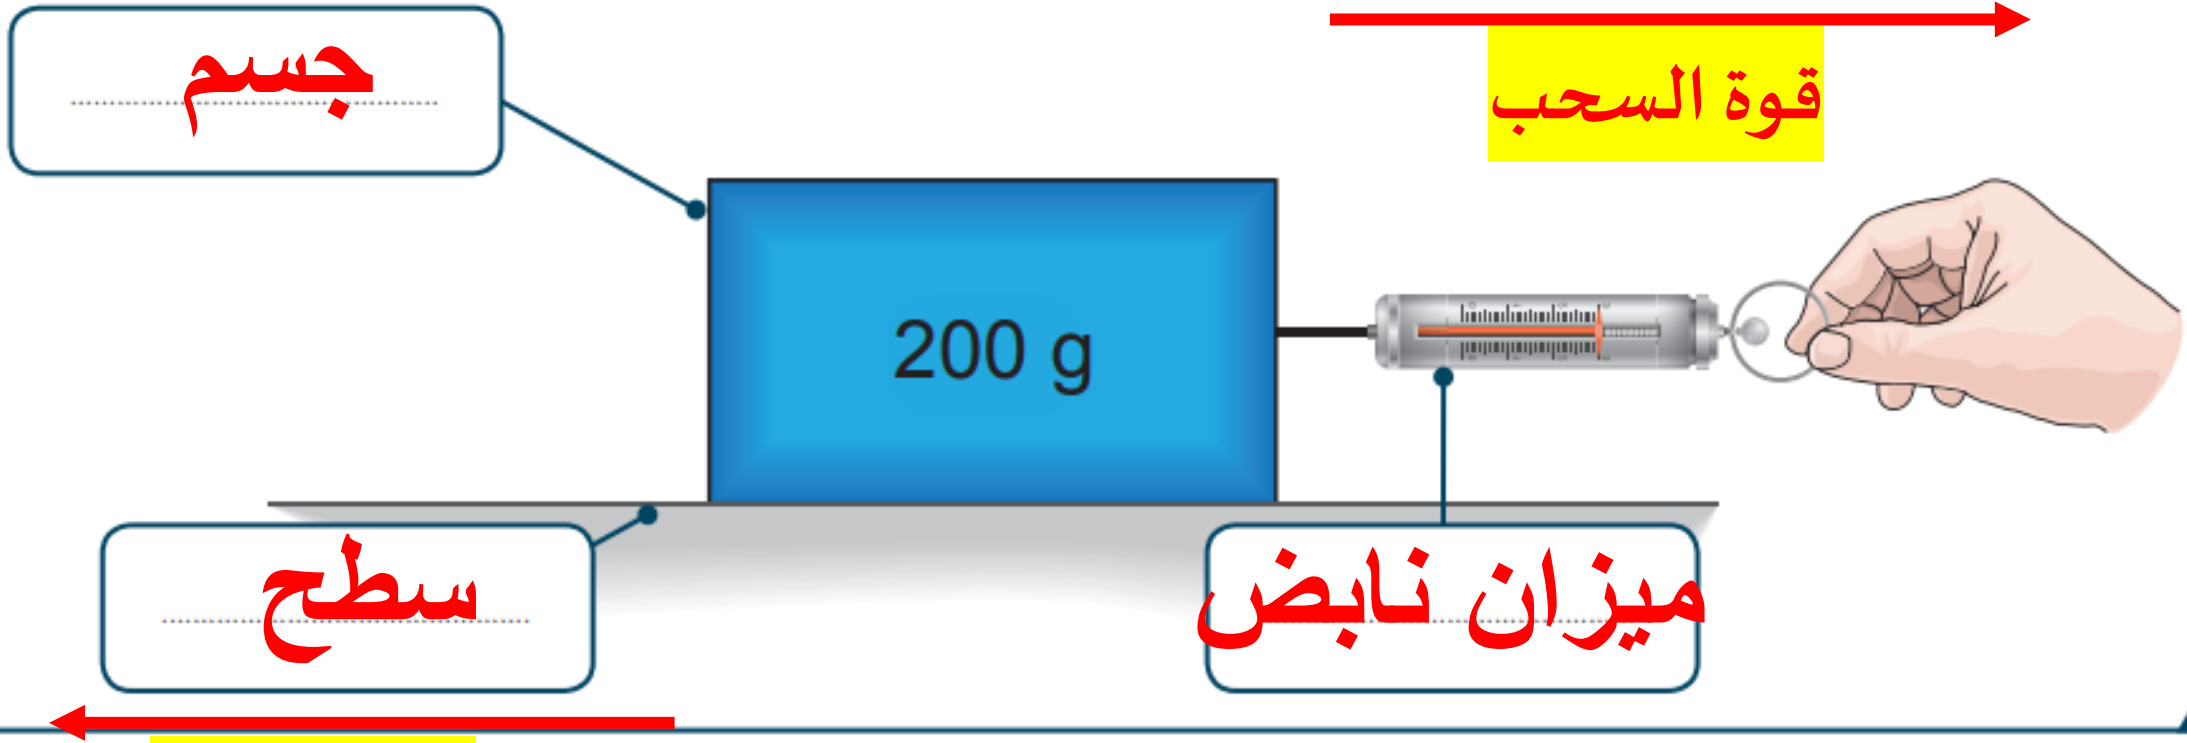 جسم
قوة السحب
200 g
سطح
ميزان نابض